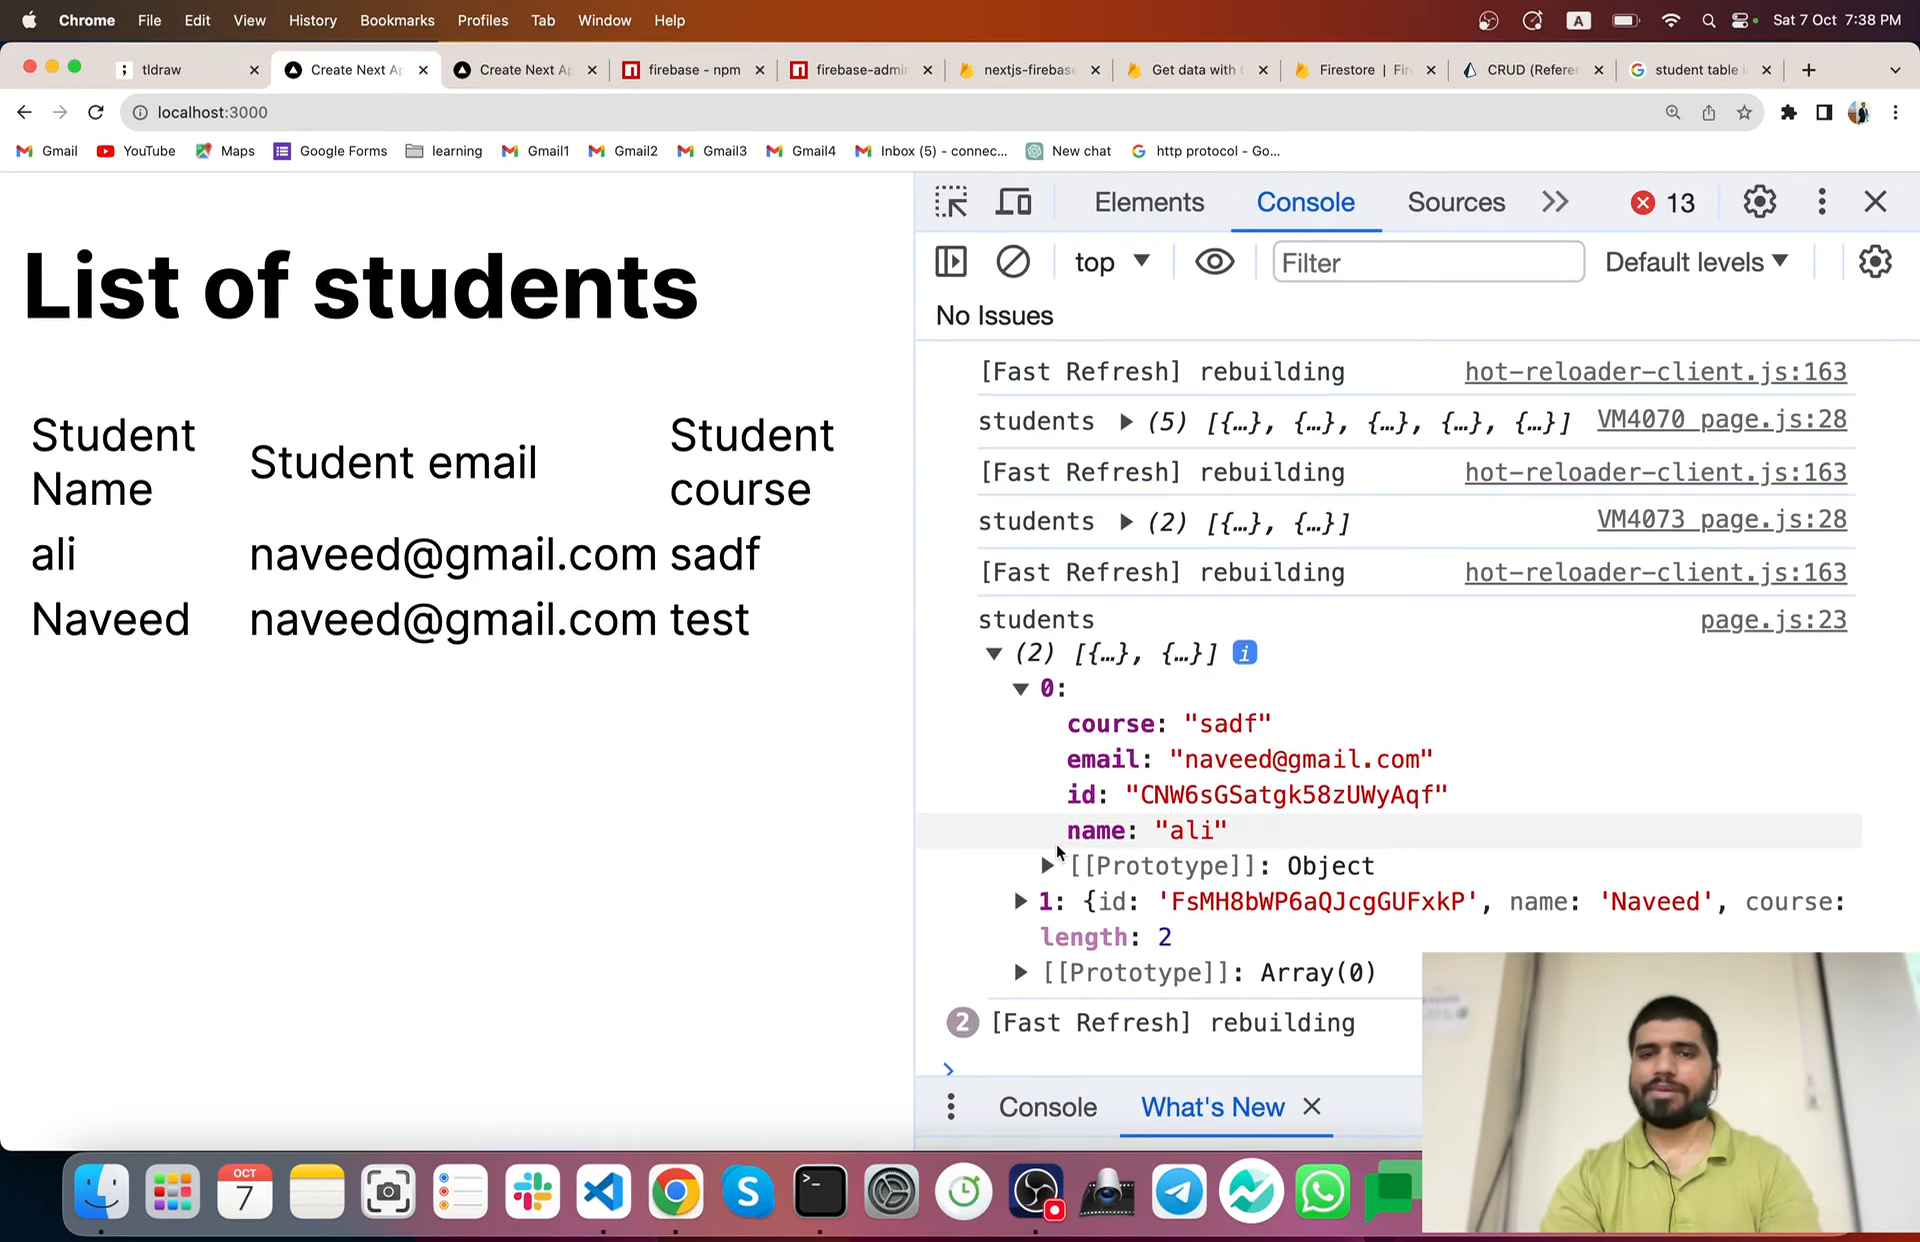 Chrome File Edit View History Bookmarks Profiles Tab Window Help A Sat 7 Oct 7:38 PM
tldraw Create Next Ap Create Next Ap firebase - npm firebase-admin nextjs-firebase Get data with Firestore | Fir CRUD (Referen student table i
localhost:3000
Gmail YouTube Maps Google Forms learning Gmail1 Gmail2 Gmail3 Gmail4 Inbox (5) - connec... New chat http protocol - Go...
List of students
Student Name Student email Student course
ali naveed@gmail.com sadf
Naveed naveed@gmail.com test
Elements Console Sources 13
top Filter Default levels
No Issues
[Fast Refresh] rebuilding hot-reloader-client.js:163
students (5) [{…}, {…}, {…}, {…}, {…}] VM4070 page.js:28
[Fast Refresh] rebuilding hot-reloader-client.js:163
students (2) [{…}, {…}] VM4073 page.js:28
[Fast Refresh] rebuilding hot-reloader-client.js:163
students page.js:23
(2) [{…}, {…}] i
0:
course: "sadf"
email: "naveed@gmail.com"
id: "CNW6sGSatgk58zUWyAqf"
name: "ali"
[[Prototype]]: Object
1: {id: 'FsMH8bWP6aQJcgGUFxkP', name: 'Naveed', course:
length: 2
[[Prototype]]: Array(0)
2 [Fast Refresh] rebuilding
Console What's New
OCT
7